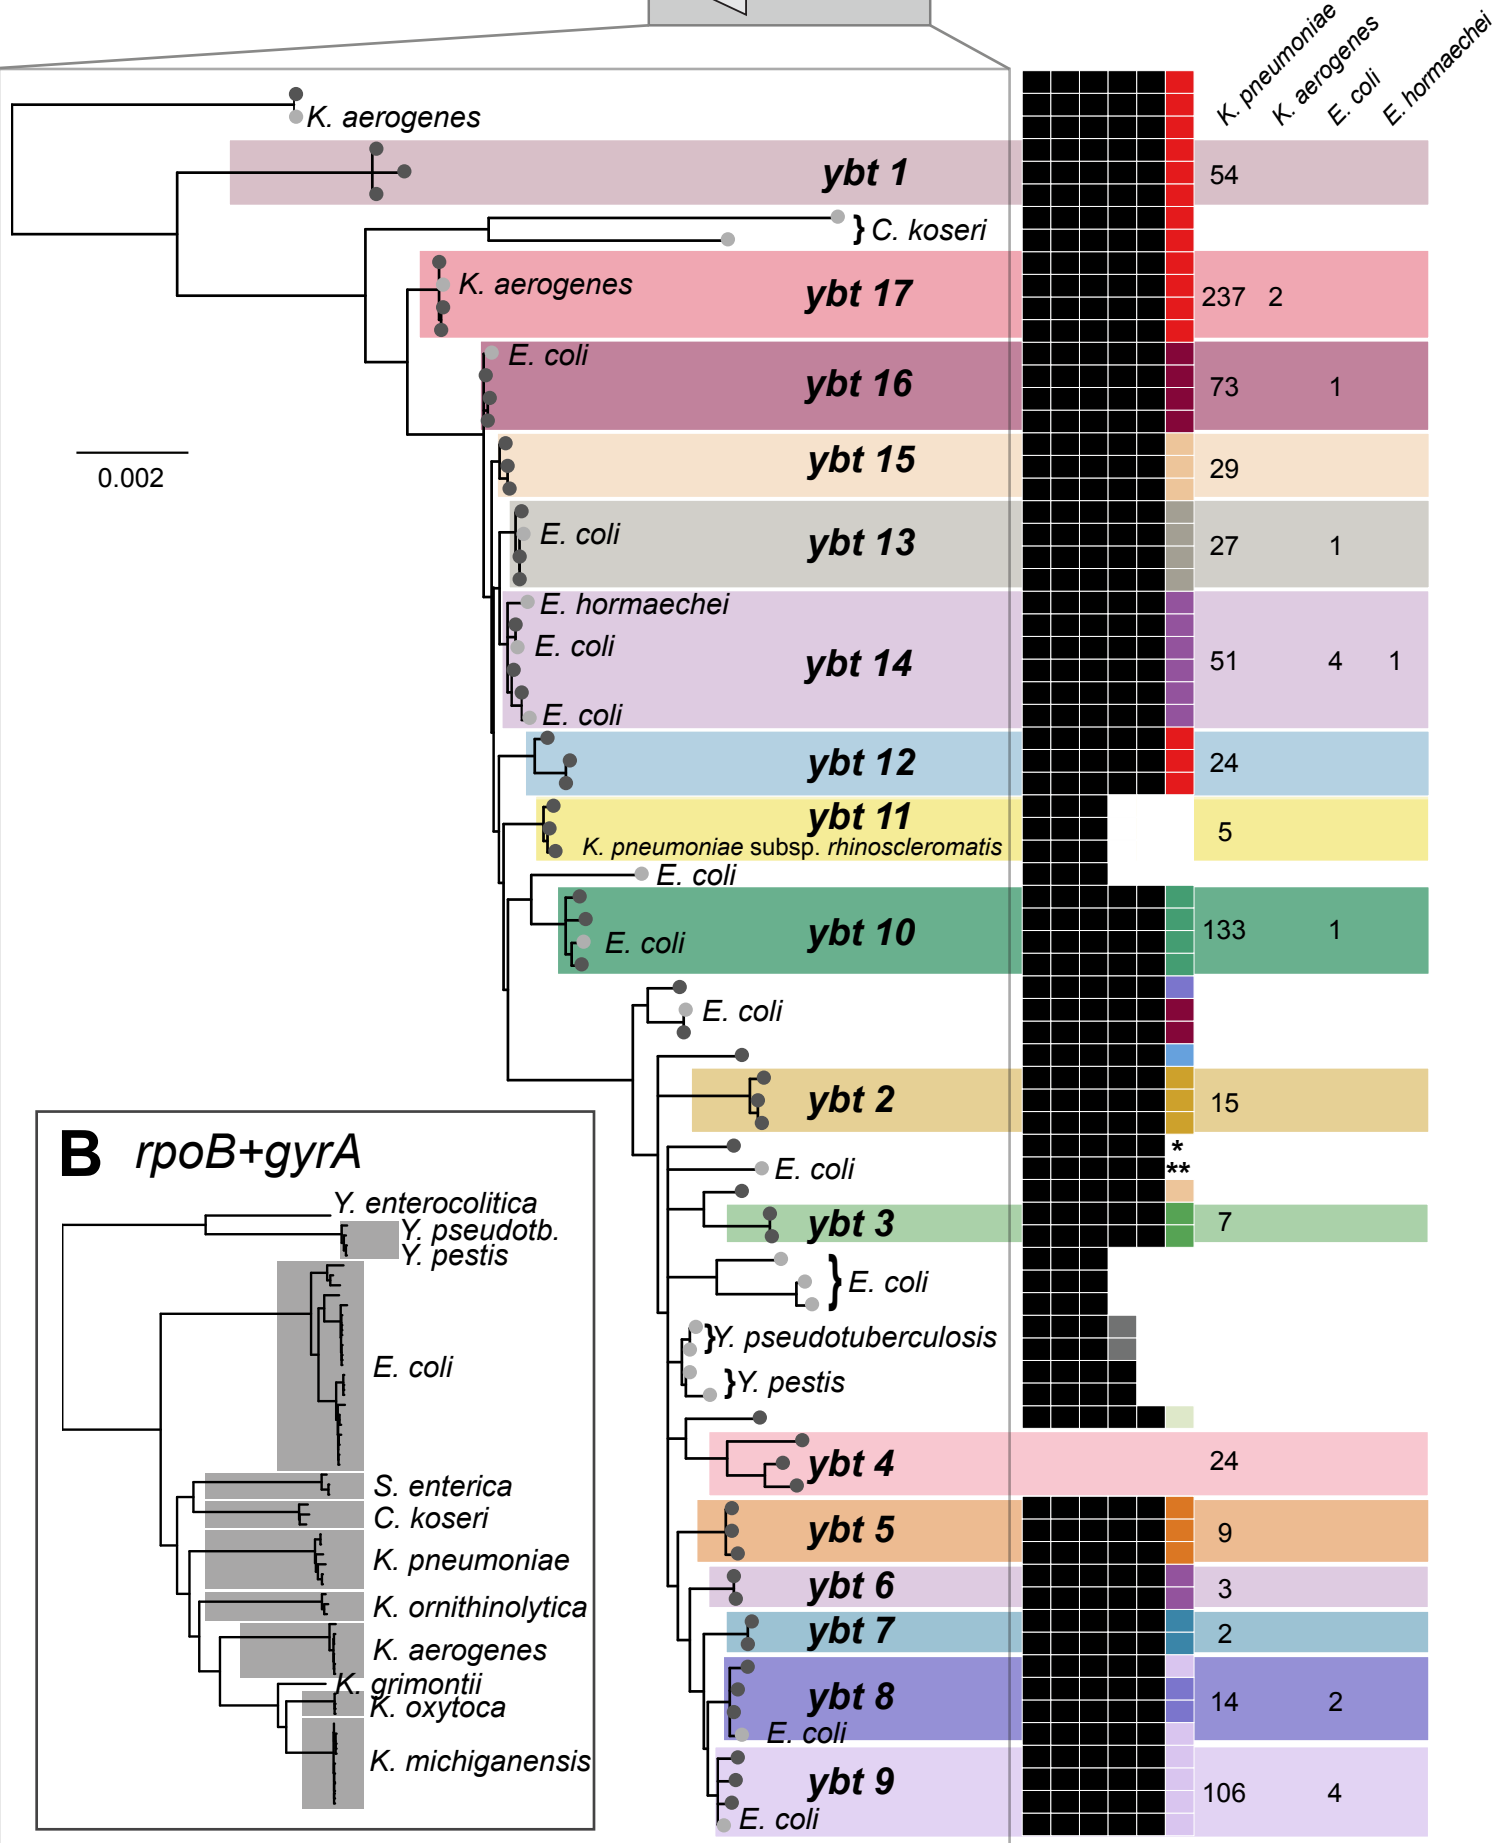 K. pneumoniae
K. aerogenes
E. coli
E. hormaechei
K. aerogenes
ybt 1 54
} C. koseri
K. aerogenes ybt 17 237 2
E. coli
ybt 16 73 1
0.002
ybt 15 29
E. coli ybt 13 27 1
E. hormaechei
E. coli
ybt 14 51 4 1
E. coli
ybt 12 24
ybt 11 5
K. pneumoniae subsp. rhinoscleromatis
E. coli
E. coli ybt 10 133 1
E. coli
ybt 2 15
*
E. coli **
ybt 3 7
} E. coli
}Y. pseudotuberculosis
}Y. pestis
ybt 4 24
ybt 5 9
ybt 6 3
ybt 7 2
ybt 8 14 2
E. coli
ybt 9 106 4
E. coli
B rpoB+gyrA
Y. enterocolitica
Y. pseudotb.
Y. pestis
E. coli
S. enterica
C. koseri
K. pneumoniae
K. ornithinolytica
K. aerogenes
K. grimontii
K. oxytoca
K. michiganensis